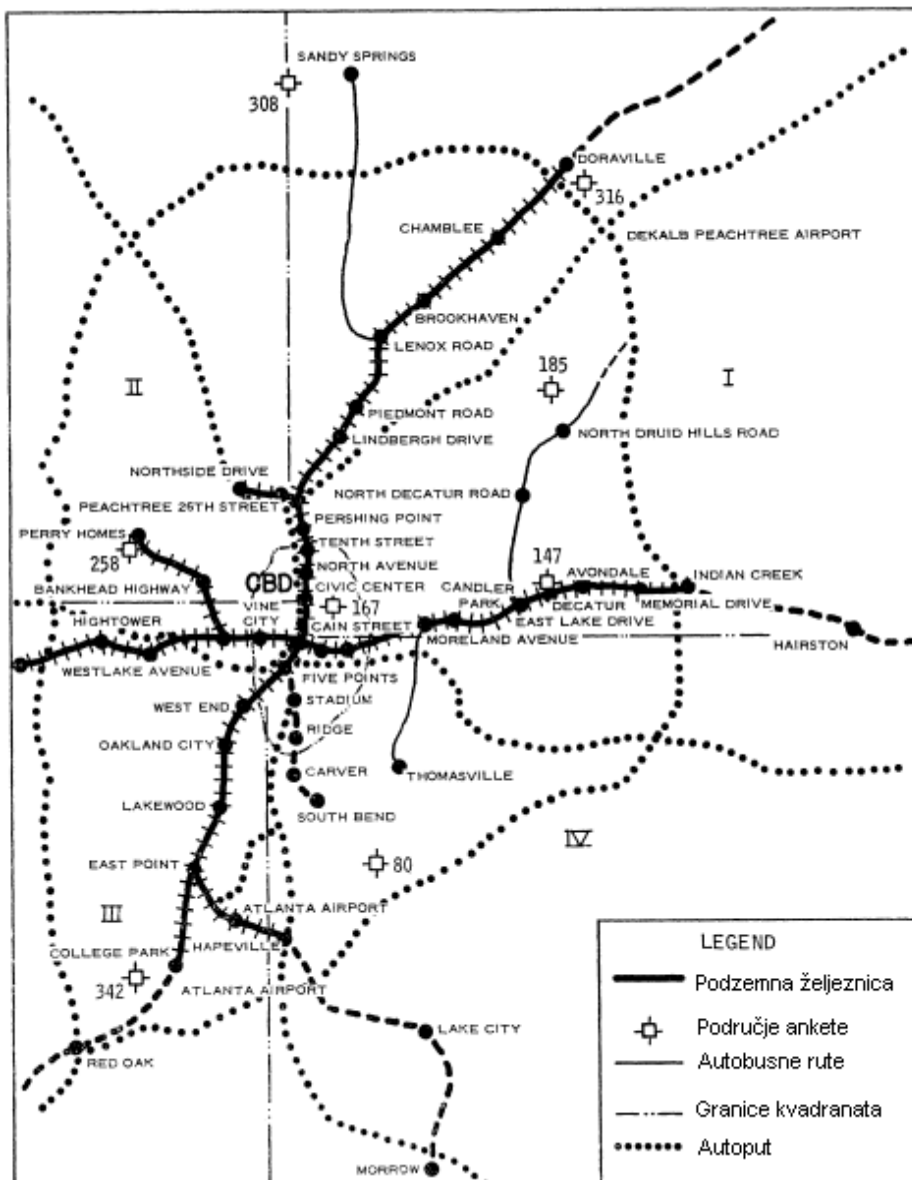 SANDY SPRINGS
308
DORAVILLE
316
CHAMBLEE
DEKALB PEACHTREE AIRPORT
BROOKHAVEN
LENOX ROAD
185
II
I
PIEDMONT ROAD
NORTH DRUID HILLS ROAD
LINDBERGH DRIVE
NORTHSIDE DRIVE
NORTH DECATUR ROAD
PEACHTREE 25TH STREET
PERSHING POINT
PERRY HOMES
TENTH STREET
258
NORTH AVENUE
147
CBD
CIVIC CENTER
CANDLER
AVONDALE
INDIAN CREEK
BANKHEAD HIGHWAY
VINE
167
PARK
DECATUR
MEMORIAL DRIVE
HIGHTOWER
CITY
CAIN STREET
EAST LAKE DRIVE
MORELAND AVENUE
HAIRSTON
WESTLAKE AVENUE
FIVE POINTS
WEST END
STADIUM
OAKLAND CITY
RIDGE
CARVER
THOMASVILLE
LAKEWOOD
SOUTH BEND
IV
EAST POINT
80
III
ATLANTA AIRPORT
COLLEGE PARK
HAPEVILLE
342
ATLANTA AIRPORT
LAKE CITY
RED OAK
MORROW
LEGEND
Podzemna željeznica
Područje ankete
Autobusne rute
Granice kvadranata
Autoput